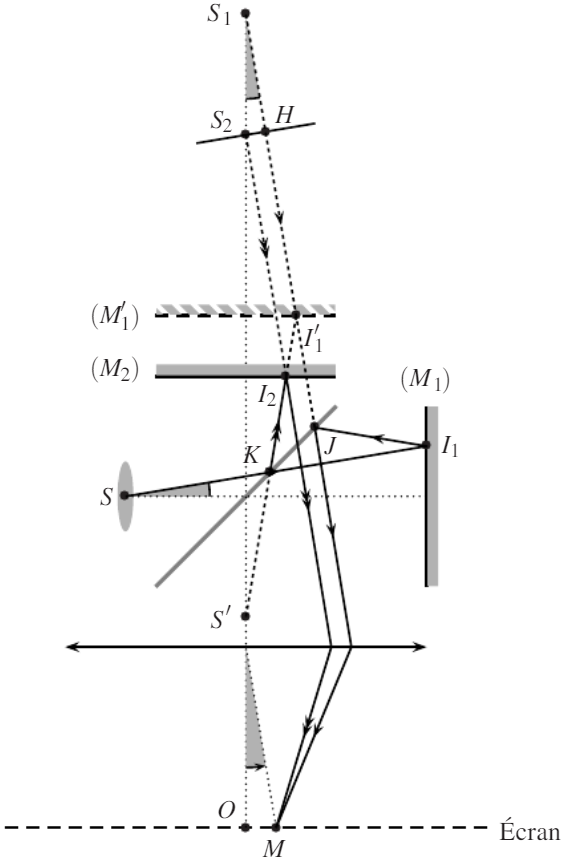 S₁
S₂
H
(M′₁)
I′₁
(M₂)
(M₁)
I₂
K
J
I₁
S
S′
O
Écran
M